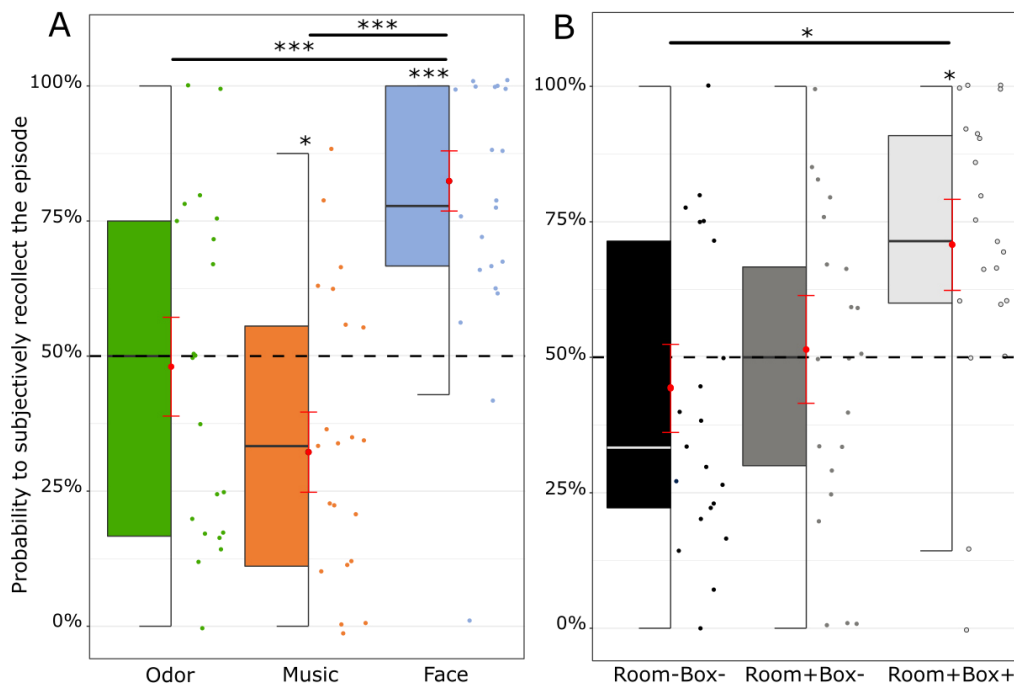 A
B
***
***
***
*
*
*
Probability to subjectively recollect the episode
100%
75%
50%
25%
0%
Odor
Music
Face
100%
75%
50%
25%
0%
Room-Box-
Room+Box-
Room+Box+